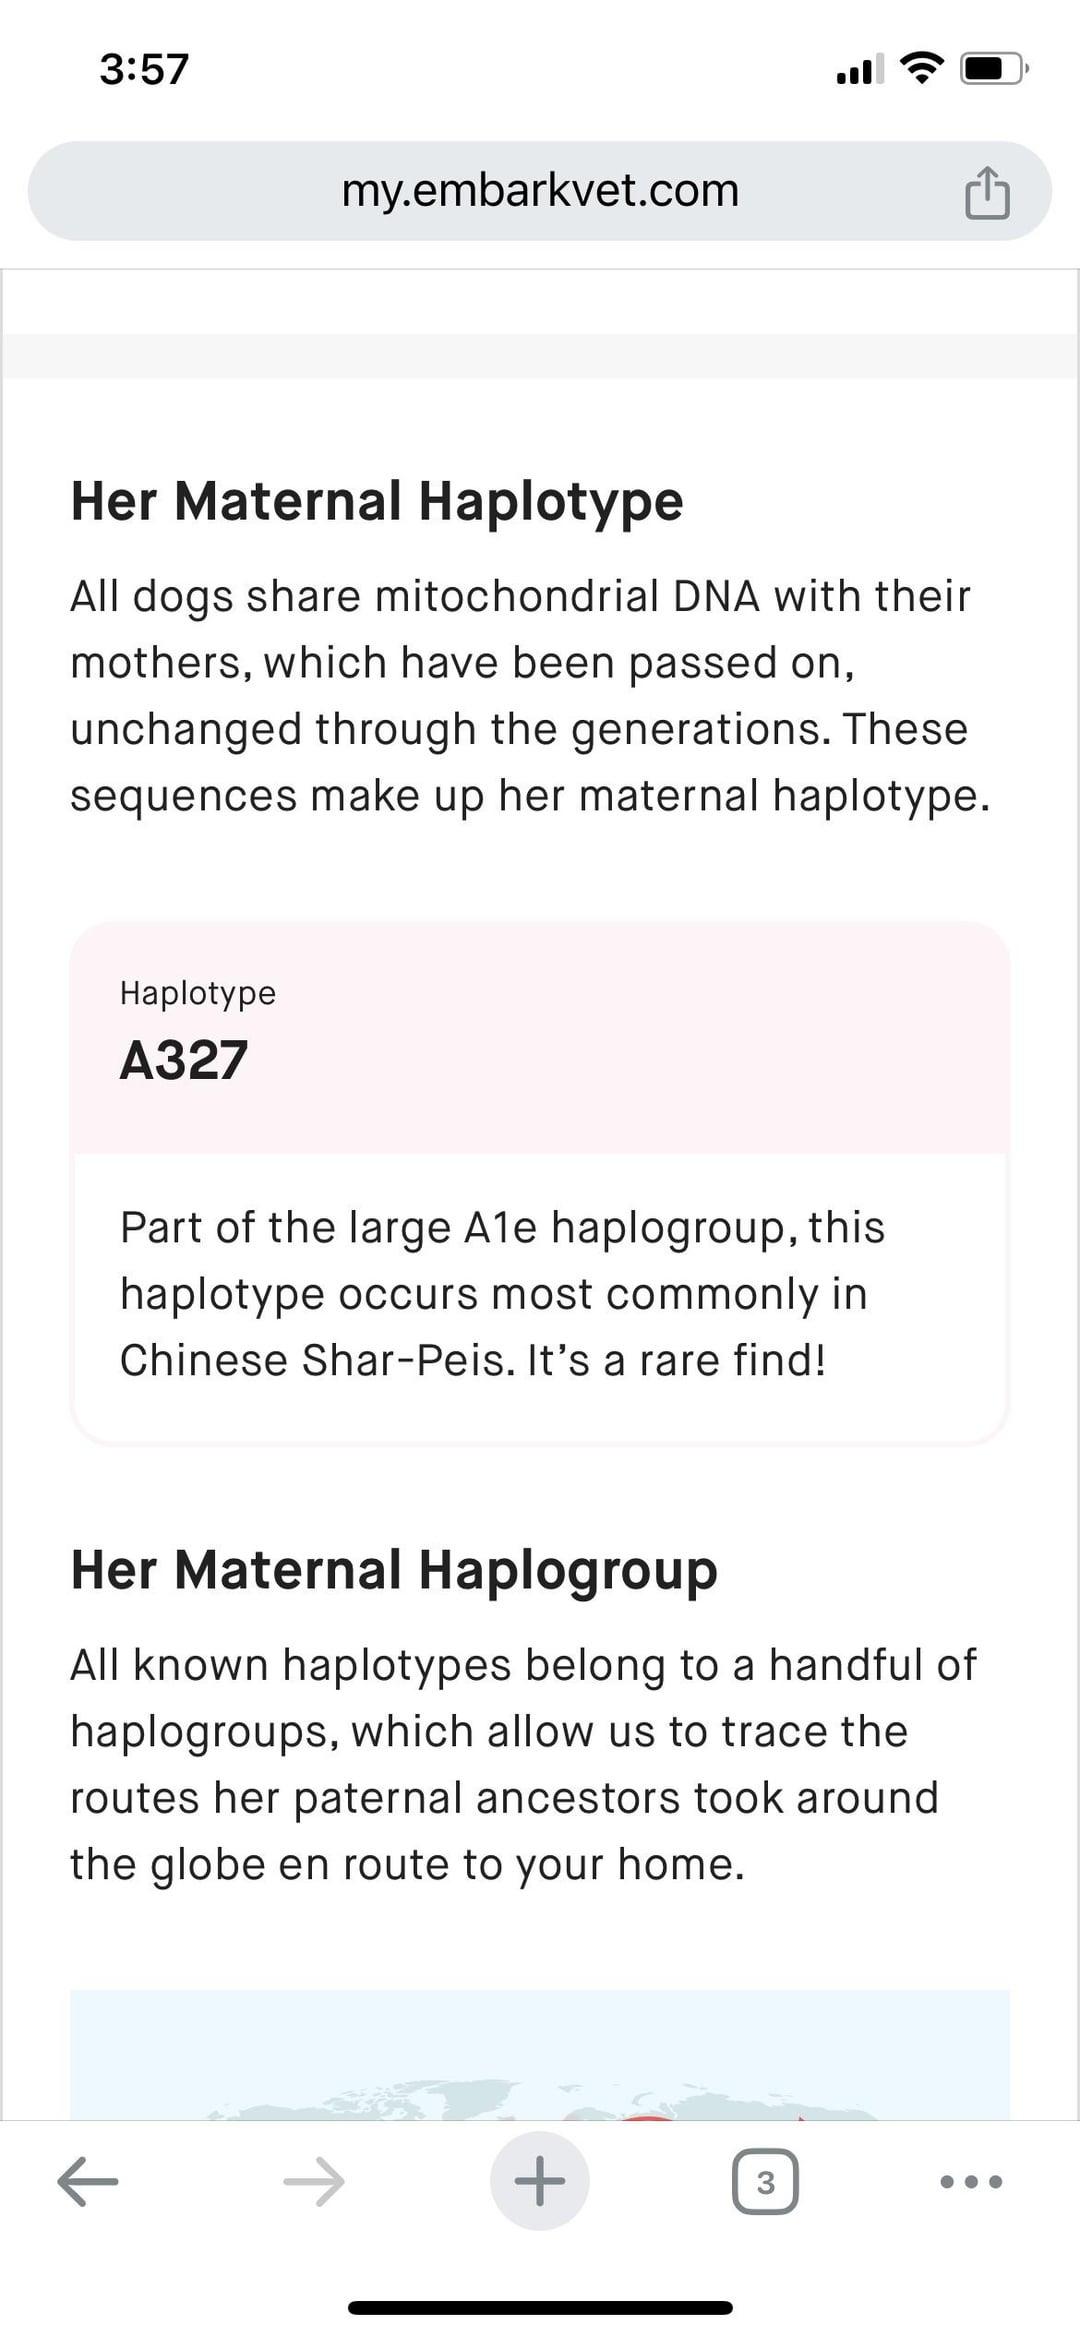 3:57
my.embarkvet.com
Her Maternal Haplotype
All dogs share mitochondrial DNA with their
mothers, which have been passed on,
unchanged through the generations. These
sequences make up her maternal haplotype.
Haplotype
A327
Part of the large A1e haplogroup, this
haplotype occurs most commonly in
Chinese Shar-Peis. It’s a rare find!
Her Maternal Haplogroup
All known haplotypes belong to a handful of
haplogroups, which allow us to trace the
routes her paternal ancestors took around
the globe en route to your home.
3